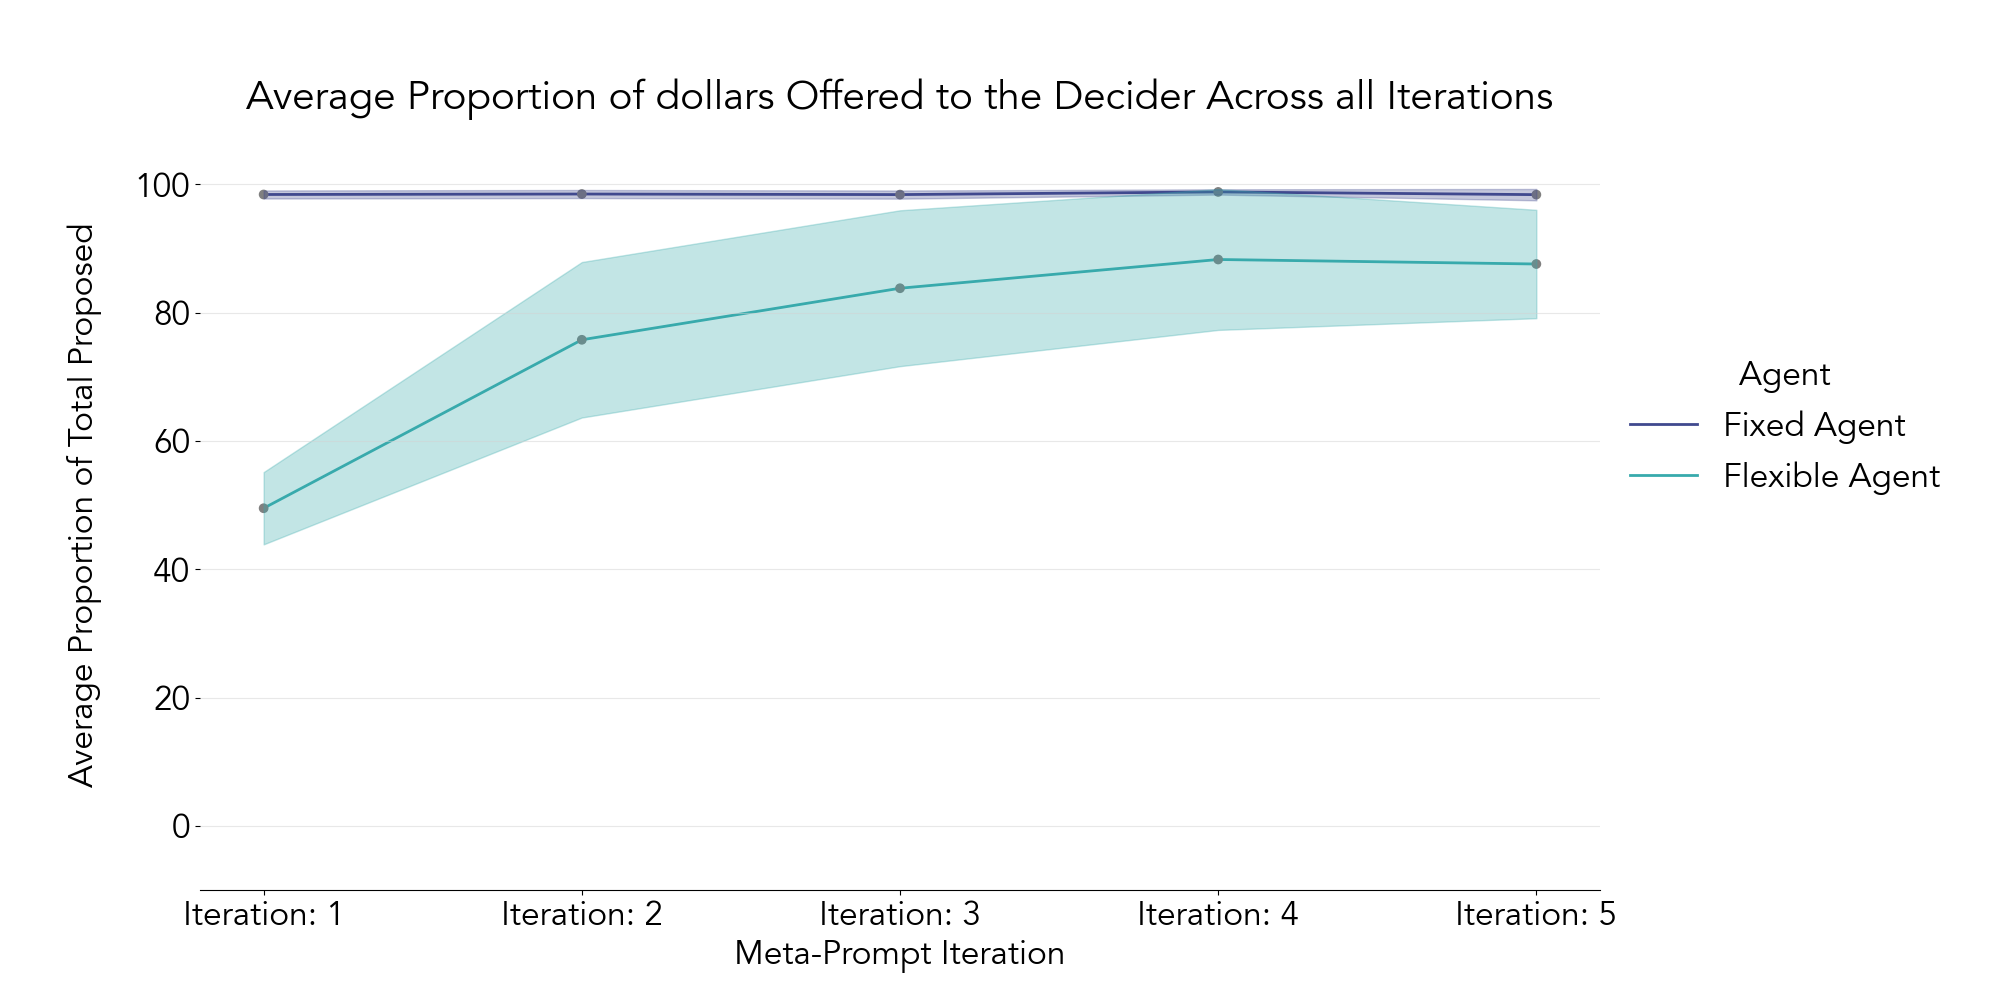 Average Proportion of dollars Offered to the Decider Across all Iterations
Average Proportion of Total Proposed
100
80
60
40
20
0
Iteration: 1
Iteration: 2
Iteration: 3
Iteration: 4
Iteration: 5
Meta-Prompt Iteration
Agent
Fixed Agent
Flexible Agent